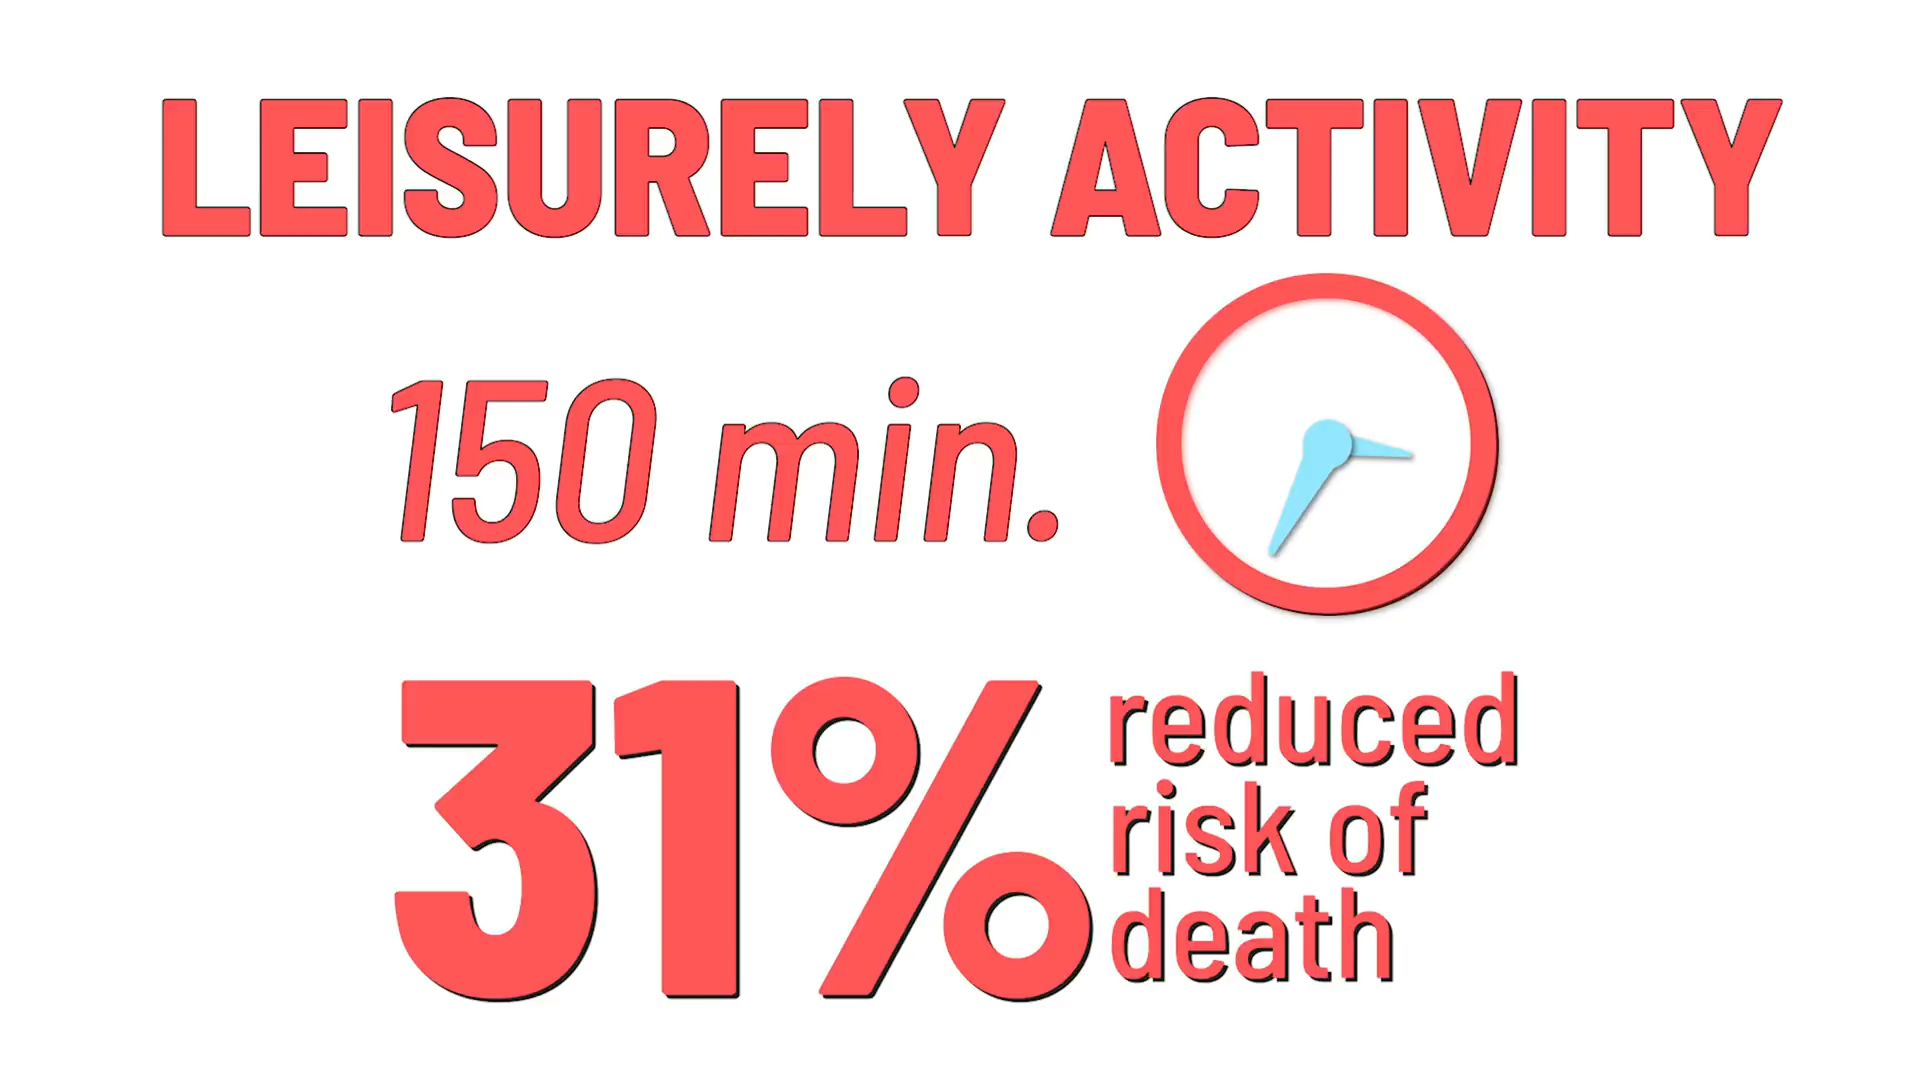 LEISURELY ACTIVITY
150 min.
31%
reduced
risk of
death